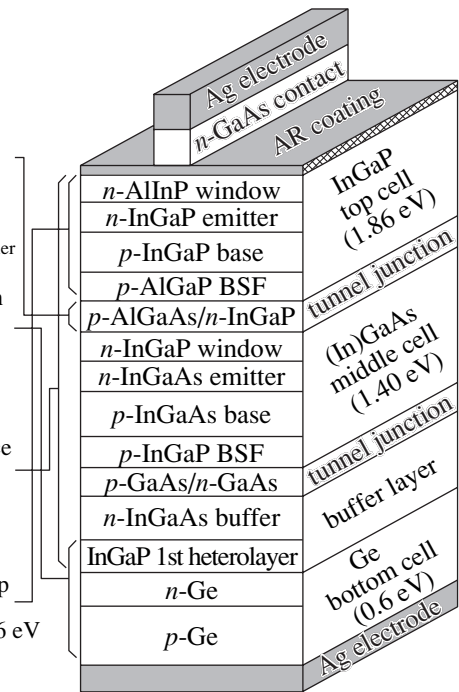 Ag electrode
n-GaAs contact
AR coating
n-AlInP window
n-InGaP emitter
p-InGaP base
p-AlGaP BSF
p-AlGaAs/n-InGaP
n-InGaP window
n-InGaAs emitter
p-InGaAs base
p-InGaP BSF
p-GaAs/n-GaAs
n-InGaAs buffer
InGaP 1st heterolayer
n-Ge
p-Ge
InGaP
top cell
(1.86 eV)
tunnel junction
(In)GaAs
middle cell
(1.40 eV)
tunnel junction
buffer layer
Ge
bottom cell
(0.6 eV)
Ag electrode
6 eV